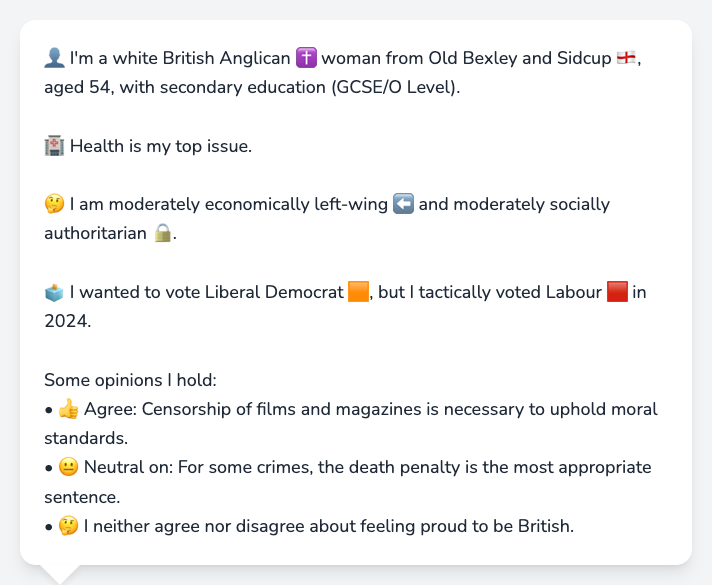 👤 I'm a white British Anglican ✝️ woman from Old Bexley and Sidcup 🏴󠁧󠁢󠁥󠁮󠁧󠁿,
aged 54, with secondary education (GCSE/O Level).
🏥 Health is my top issue.
🤔 I am moderately economically left-wing ⬅️ and moderately socially
authoritarian 🔒.
🗳️ I wanted to vote Liberal Democrat 🟧, but I tactically voted Labour 🟥 in
2024.
Some opinions I hold:
• 👍 Agree: Censorship of films and magazines is necessary to uphold moral
standards.
• 😐 Neutral on: For some crimes, the death penalty is the most appropriate
sentence.
• 🤔 I neither agree nor disagree about feeling proud to be British.